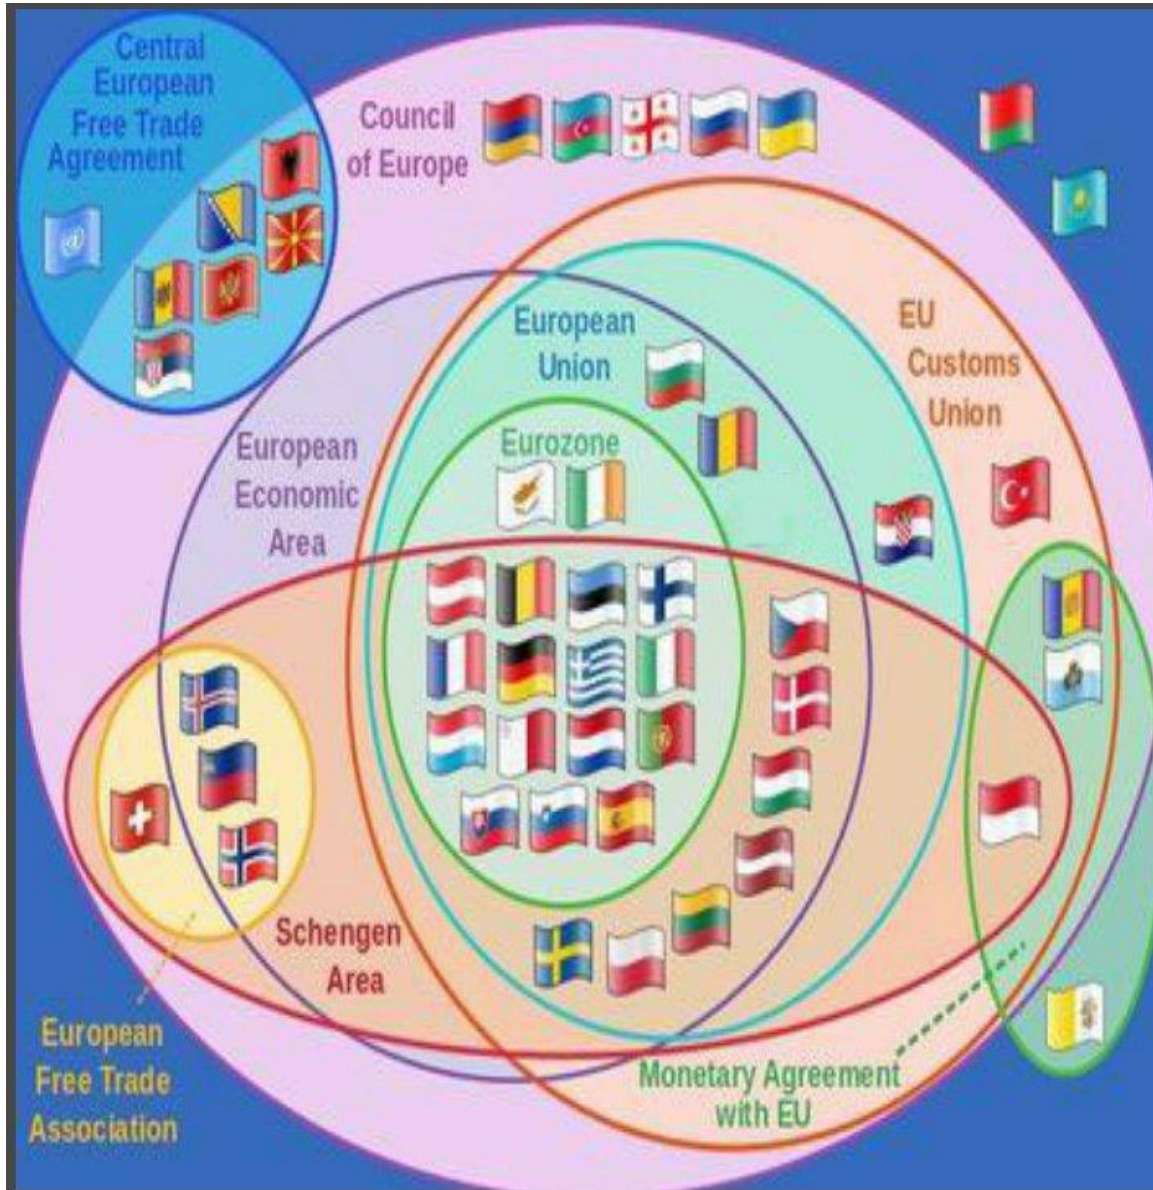 Central
European
Free Trade
Agreement
Council
of Europe
@
European
Union
EU
Customs
Union
European
Economic
Area
Eurozone
Schengen
Area
European
Free Trade
Association
Monetary Agreement
with EU